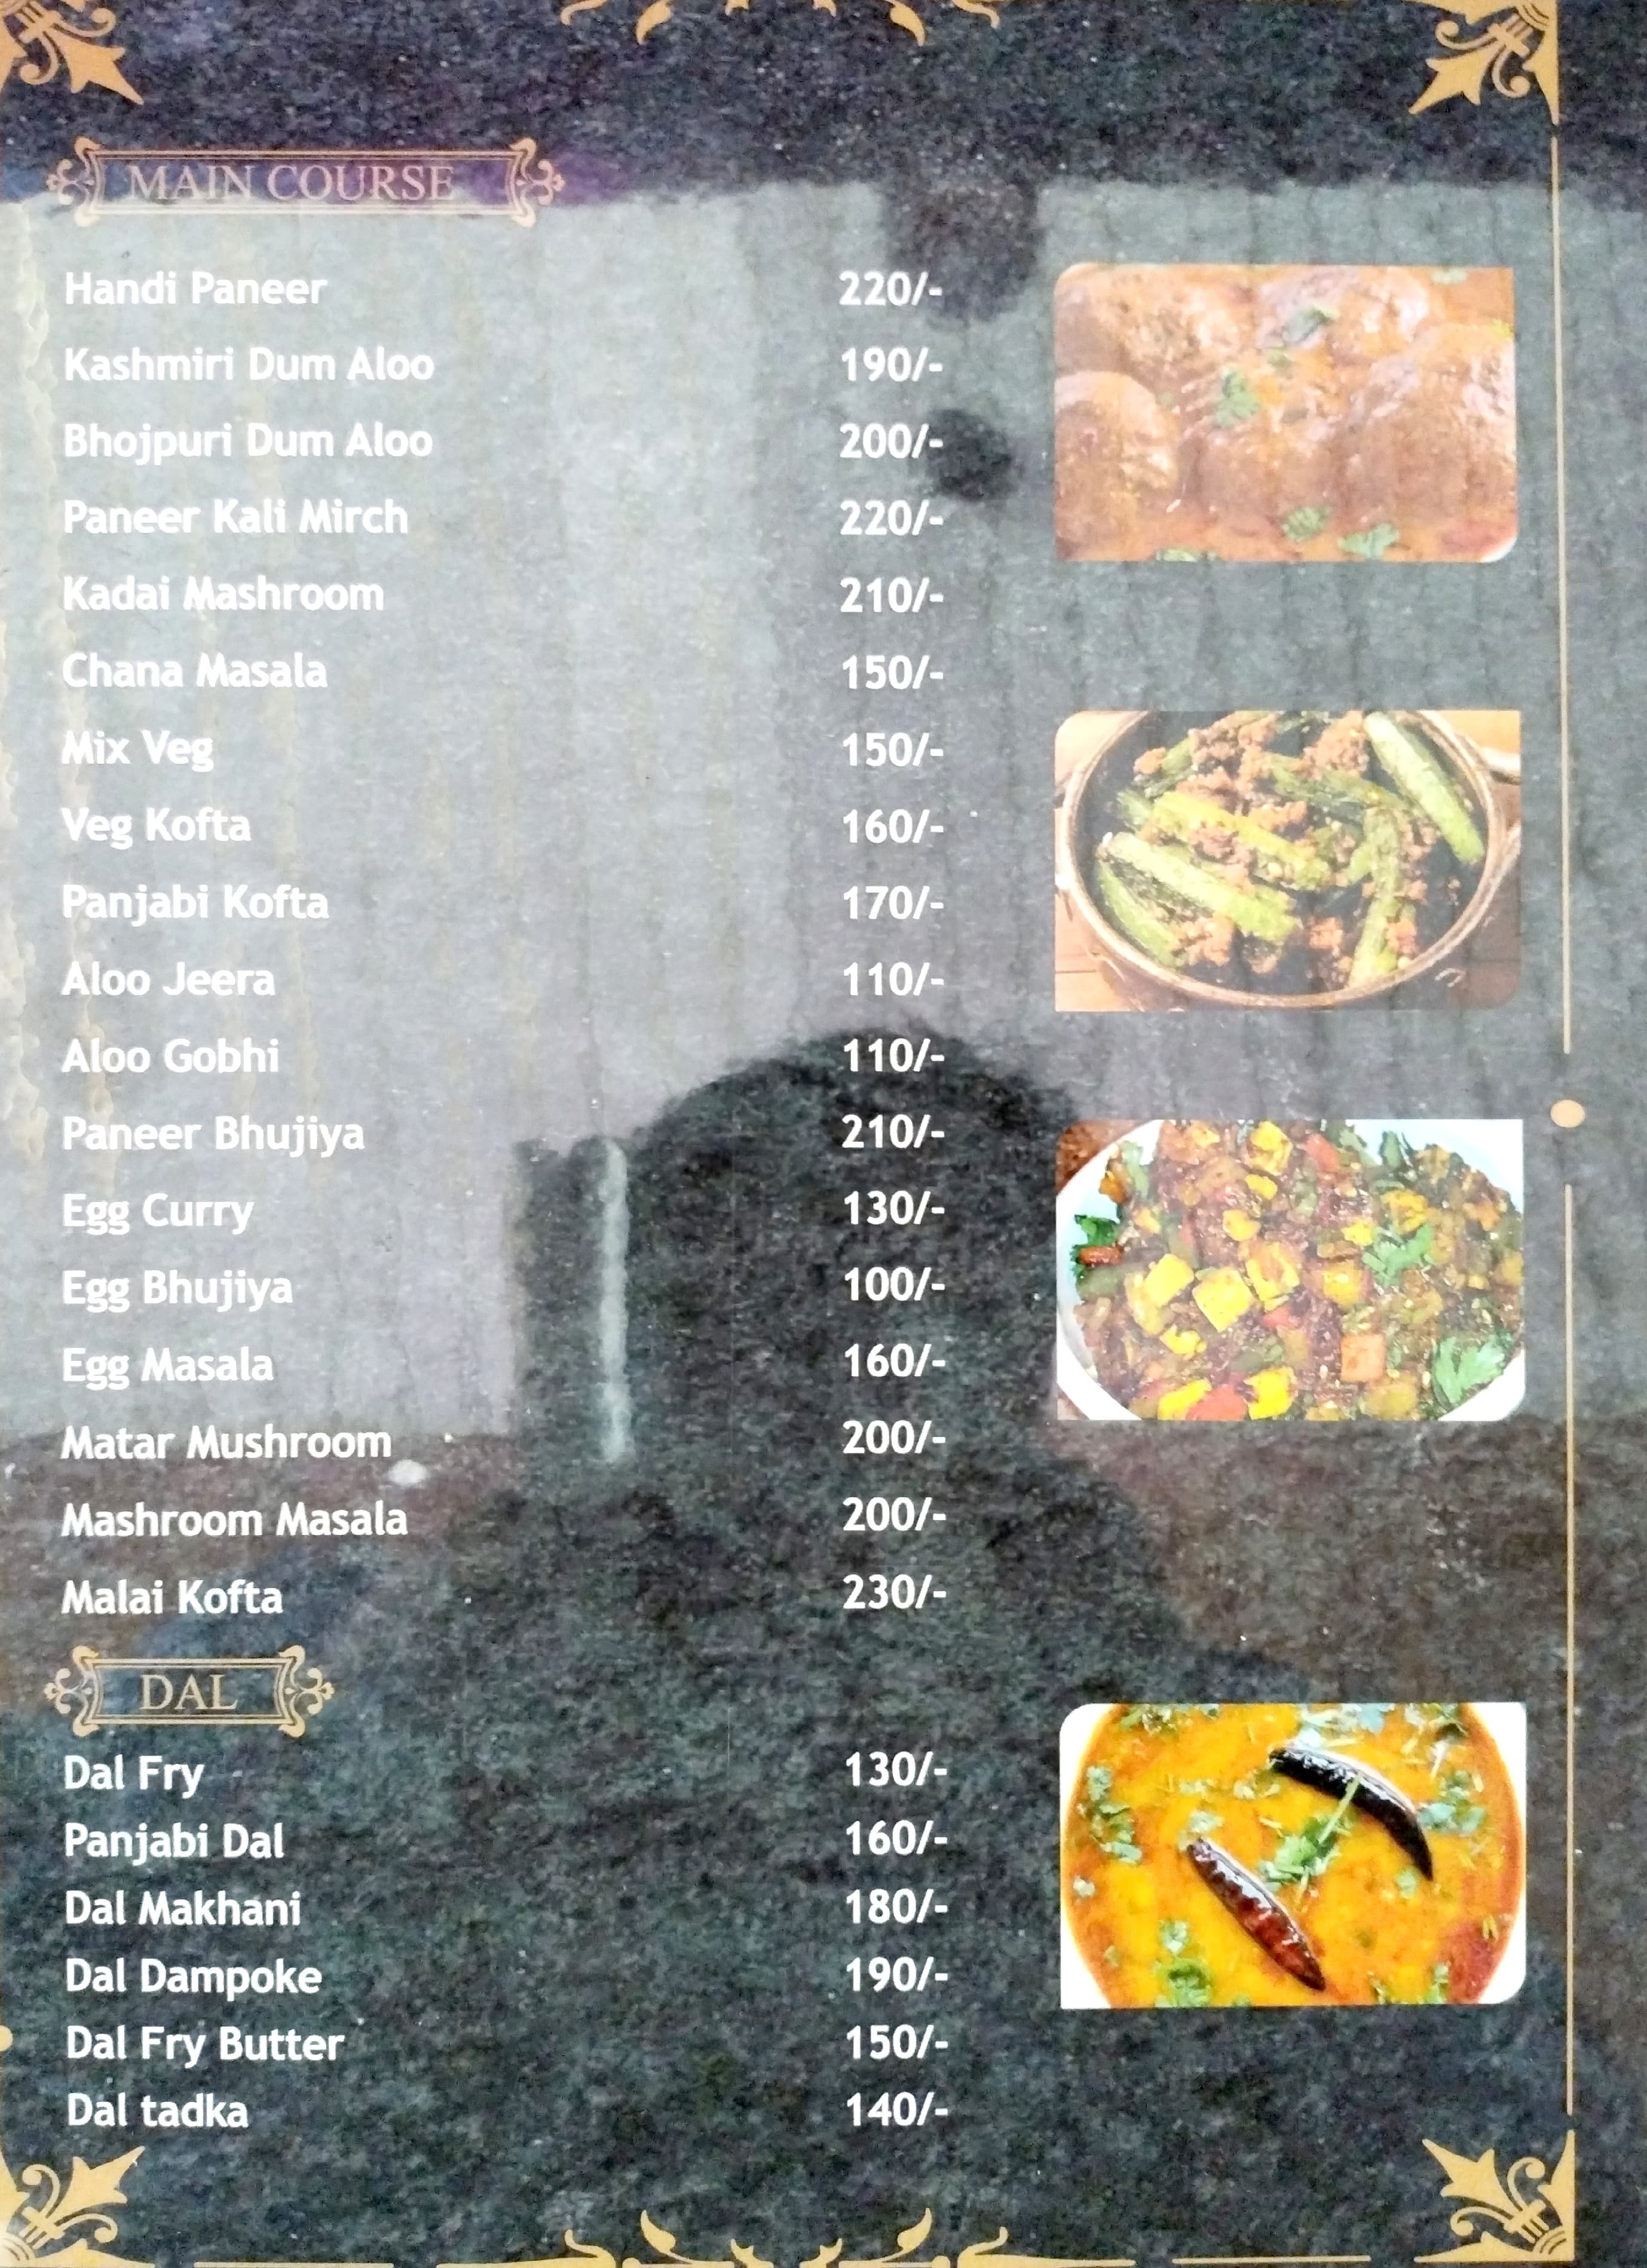 MAIN COURSE
Handi Paneer 220/-
Kashmiri Dum Aloo 190/-
Bhojpuri Dum Aloo 200/-
Paneer Kali Mirch 220/-
Kadai Mashroom 210/-
Chana Masala 150/-
Mix Veg 150/-
Veg Kofta 160/-
Panjabi Kofta 170/-
Aloo Jeera 110/-
Aloo Gobhi 110/-
Paneer Bhujiya 210/-
Egg Curry 130/-
Egg Bhujiya 100/-
Egg Masala 160/-
Matar Mushroom 200/-
Mashroom Masala 200/-
Malai Kofta 230/-
DAL
Dal Fry 130/-
Panjabi Dal 160/-
Dal Makhani 180/-
Dal Dampoke 190/-
Dal Fry Butter 150/-
Dal tadka 140/-